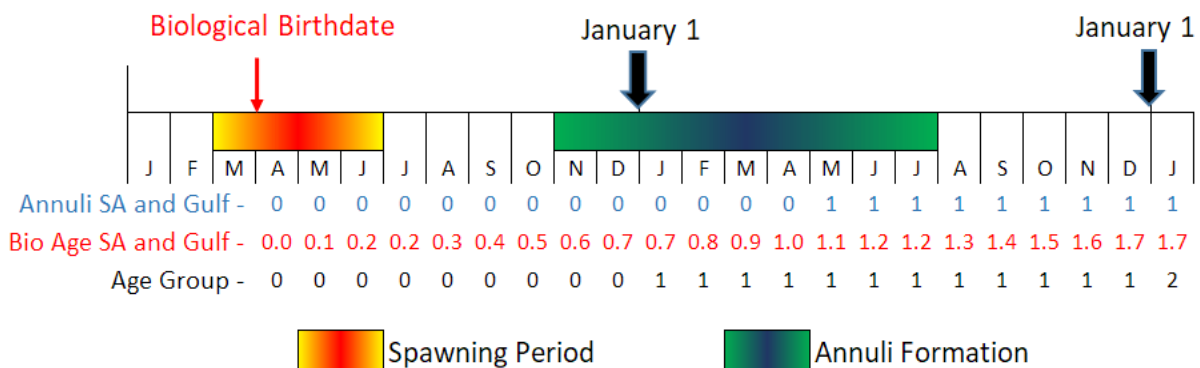 Biological Birthdate January 1 January 1
J F M A M J J A S O N D J F M A M J J A S O N D J
Annuli SA and Gulf - 0 0 0 0 0 0 0 0 0 0 0 0 0 1 1 1 1 1 1 1 1 1
Bio Age SA and Gulf - 0.0 0.1 0.2 0.2 0.3 0.4 0.5 0.6 0.7 0.7 0.8 0.9 1.0 1.1 1.2 1.2 1.3 1.4 1.5 1.6 1.7 1.7
Age Group - 0 0 0 0 0 0 0 0 0 1 1 1 1 1 1 1 1 1 1 1 1 2
Spawning Period Annuli Formation